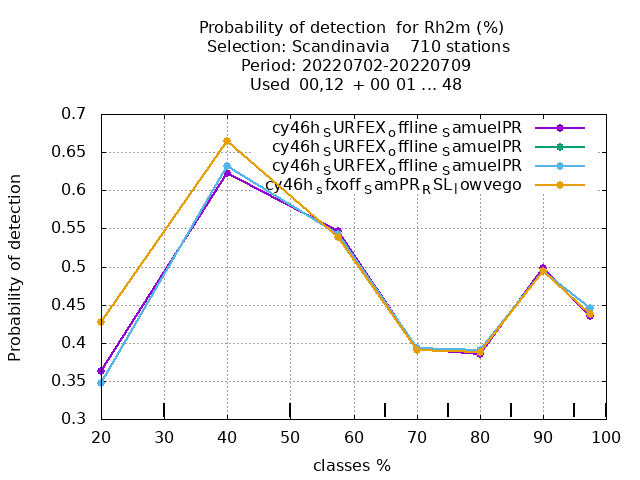 Probability of detection for Rh2m (%)
Selection: Scandinavia 710 stations
Period: 20220702-20220709
Used 00,12 + 00 01 ... 48
cy46h_SURFEX_offline_SamuelPR
cy46h_SURFEX_offline_SamuelPR
cy46h_SURFEX_offline_SamuelPR
cy46h_sfxoff_SamPR_RSL_lowvego
Probability of detection
0.7
0.65
0.6
0.55
0.5
0.45
0.4
0.35
0.3
20 30 40 50 60 70 80 90 100
classes %